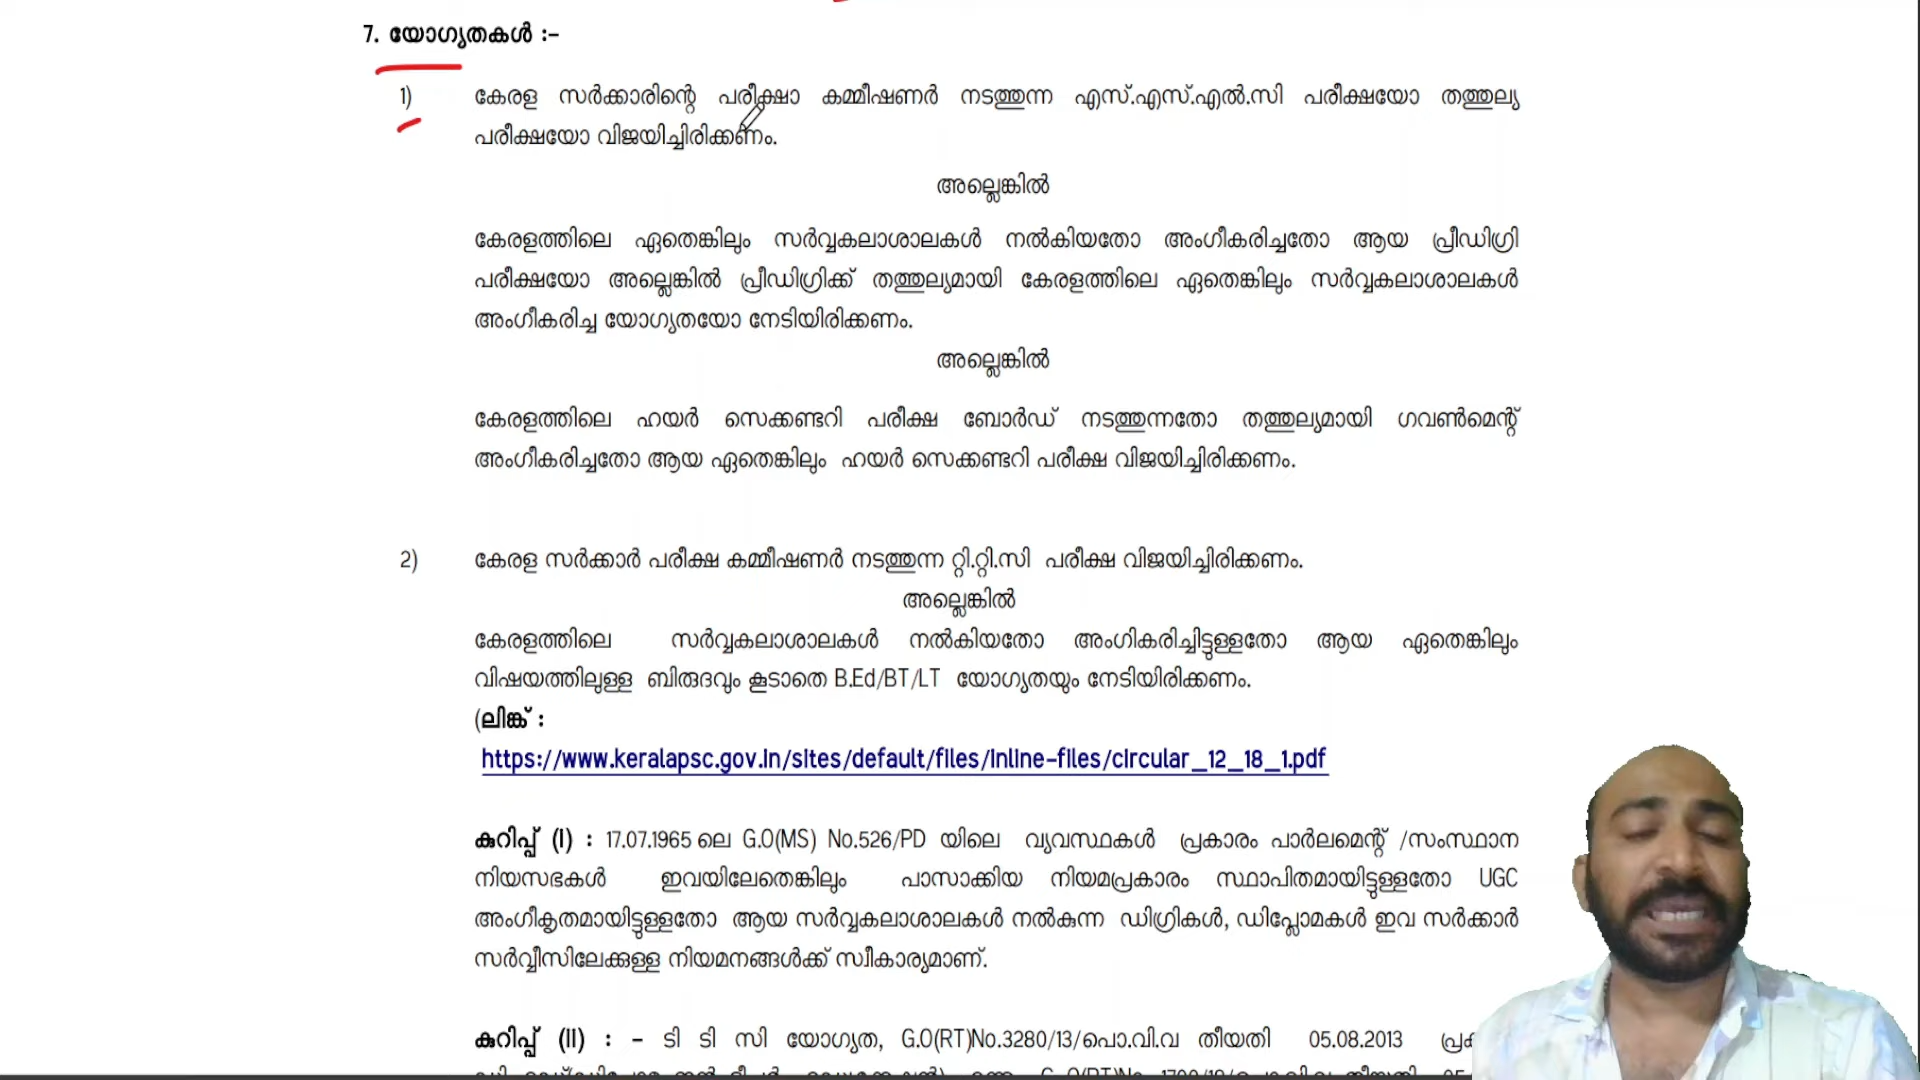 7. യോഗ്യതകൾ :-
1) കേരള സർക്കാരിന്റെ പരീക്ഷാ കമ്മീഷണർ നടത്തുന്ന എസ്.എസ്.എൽ.സി പരീക്ഷയോ തത്തുല്യ
പരീക്ഷയോ വിജയിച്ചിരിക്കണം.
അല്ലെങ്കിൽ
കേരളത്തിലെ ഏതെങ്കിലും സർവ്വകലാശാലകൾ നൽകിയതോ അംഗീകരിച്ചതോ ആയ പ്രീഡിഗ്രി
പരീക്ഷയോ അല്ലെങ്കിൽ പ്രീഡിഗ്രിക്ക് തത്തുല്യമായി കേരളത്തിലെ ഏതെങ്കിലും സർവ്വകലാശാലകൾ
അംഗീകരിച്ച യോഗ്യതയോ നേടിയിരിക്കണം.
അല്ലെങ്കിൽ
കേരളത്തിലെ ഹയർ സെക്കണ്ടറി പരീക്ഷ ബോർഡ് നടത്തുന്നതോ തത്തുല്യമായി ഗവൺമെന്റ്
അംഗീകരിച്ചതോ ആയ ഏതെങ്കിലും ഹയർ സെക്കണ്ടറി പരീക്ഷ വിജയിച്ചിരിക്കണം.
2) കേരള സർക്കാർ പരീക്ഷ കമ്മീഷണർ നടത്തുന്ന റ്റി.റ്റി.സി പരീക്ഷ വിജയിച്ചിരിക്കണം.
അല്ലെങ്കിൽ
കേരളത്തിലെ സർവ്വകലാശാലകൾ നൽകിയതോ അംഗികരിച്ചിട്ടുള്ളതോ ആയ ഏതെങ്കിലും
വിഷയത്തിലുള്ള ബിരുദവും കൂടാതെ B.Ed/BT/LT യോഗ്യതയും നേടിയിരിക്കണം.
(ലിങ്ക് :
https://www.keralapsc.gov.in/sites/default/files/inline-files/circular_12_18_1.pdf
കുറിപ്പ് (I) : 17.07.1965 ലെ G.O(MS) No.526/PD യിലെ വ്യവസ്ഥകൾ പ്രകാരം പാർലമെന്റ് /സംസ്ഥാന
നിയസഭകൾ ഇവയിലേതെങ്കിലും പാസാക്കിയ നിയമപ്രകാരം സ്ഥാപിതമായിട്ടുള്ളതോ UGC
അംഗീകൃതമായിട്ടുള്ളതോ ആയ സർവ്വകലാശാലകൾ നൽകുന്ന ഡിഗ്രികൾ, ഡിപ്ലോമകൾ ഇവ സർക്കാർ
സർവ്വീസിലേക്കുള്ള നിയമനങ്ങൾക്ക് സ്വീകാര്യമാണ്.
കുറിപ്പ് (II) : - ടി ടി സി യോഗ്യത, G.O(RT)No.3280/13/പൊ.വി.വ തീയതി 05.08.2013